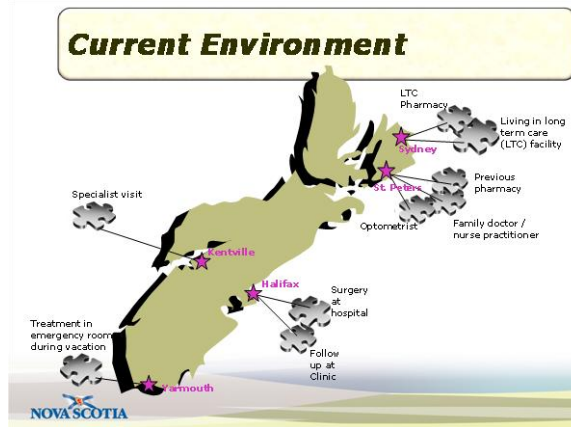 Current Environment
LTC
Pharmacy
Living in long
term care
(LTC) facility
Sydney
Previous
pharmacy
St. Peters
Specialist visit
Optometrist
Family doctor /
nurse practitioner
Kentville
Halifax
Surgery
at
hospital
Treatment in
emergency room
during vacation
Follow
up at
Clinic
Yarmouth
NOVA SCOTIA